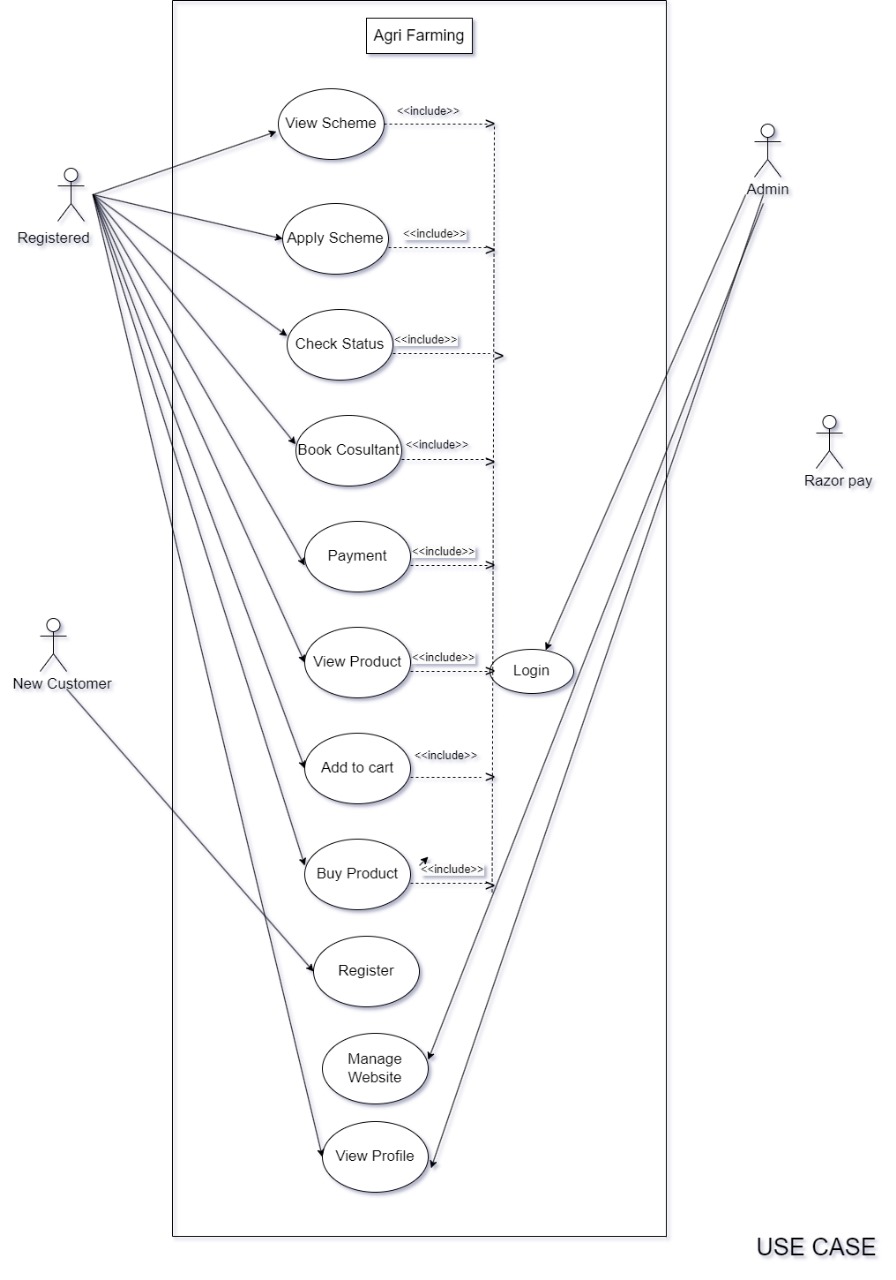 Agri Farming
<<include>>
View Scheme
Admin
Registered
<<include>>
Apply Scheme
<<include>>
Check Status
<<include>>
Book Cosultant
Razor pay
<<include>>
Payment
<<include>>
View Product
Login
New Customer
<<include>>
Add to cart
<<include>>
Buy Product
Register
Manage
Website
View Profile
USE CASE